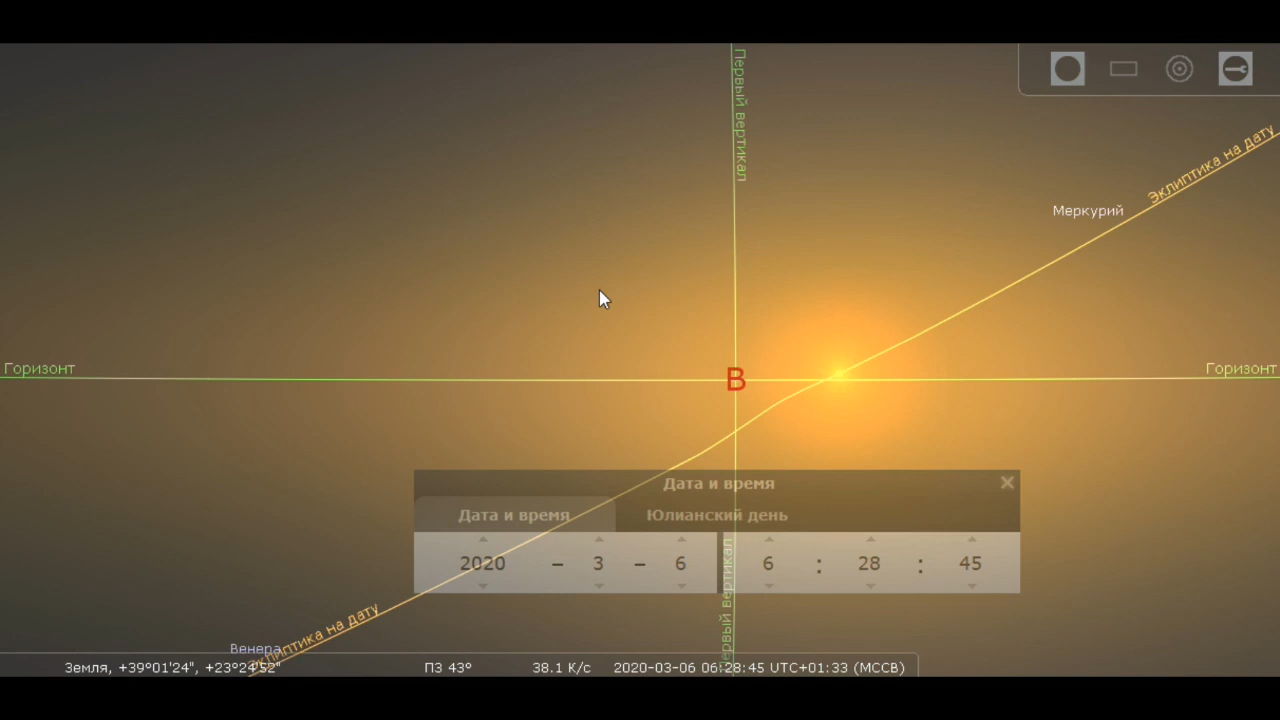 Первый вертикал
Эклиптика на дату
Меркурий
Горизонт
Горизонт
В
Дата и время
Дата и время
Юлианский день
2020 – 3 – 6 6 : 28 : 45
Первый вертикал
Эклиптика на дату
Венера
Земля, +39°01'24", +23°24'52" ПЗ 43° 38.1 К/с 2020-03-06 06:28:45 UTC+01:33 (МССВ)